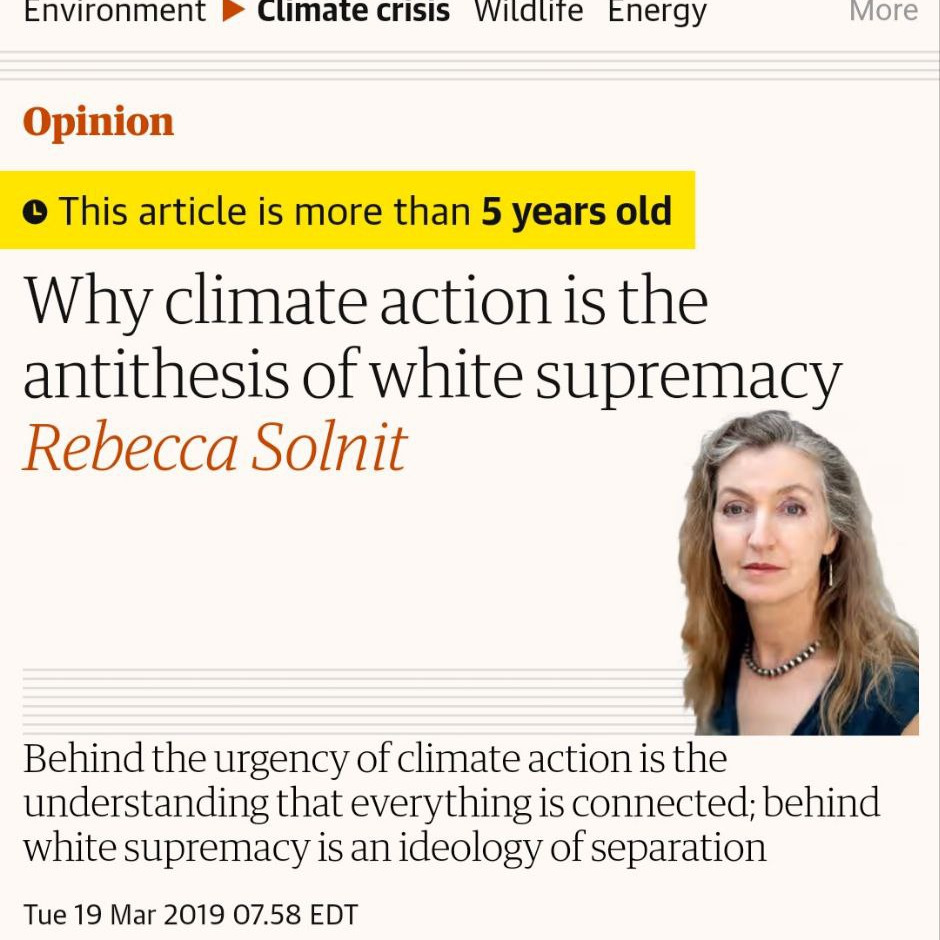 Environment Climate crisis Wildlife Energy More
Opinion
This article is more than 5 years old
Why climate action is the
antithesis of white supremacy
Rebecca Solnit
Behind the urgency of climate action is the
understanding that everything is connected; behind
white supremacy is an ideology of separation
Tue 19 Mar 2019 07.58 EDT